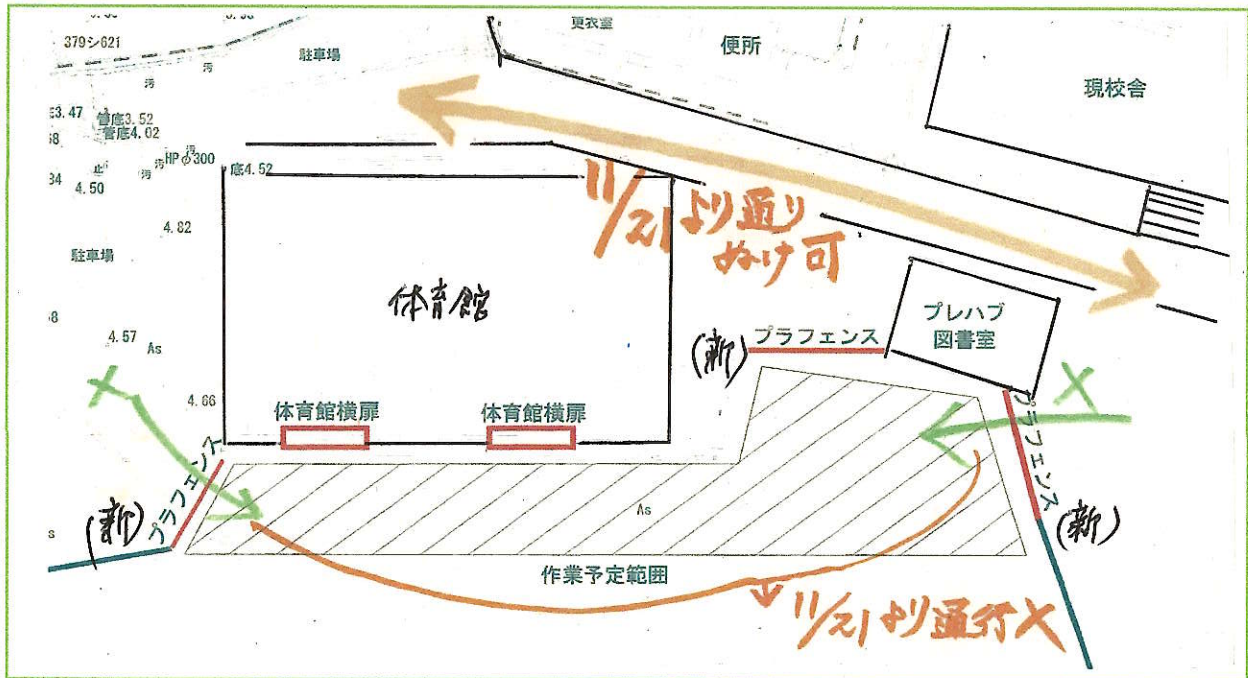 更衣室
379シ621
駐車場
便所
現校舎
汚
汚
3.47
管底3.52
管底4.02
汚
HPφ300
汚
汚
底4.52
止
4.50
4.82
駐車場
11/21より通り
ぬけ可
体育館
プレハブ
図書室
プラフェンス
(新)
4.57
As
×
×
4.66
体育館横扉
体育館横扉
プラフェンス
プラフェンス
(新)
(新)
As
作業予定範囲
11/21より通行×